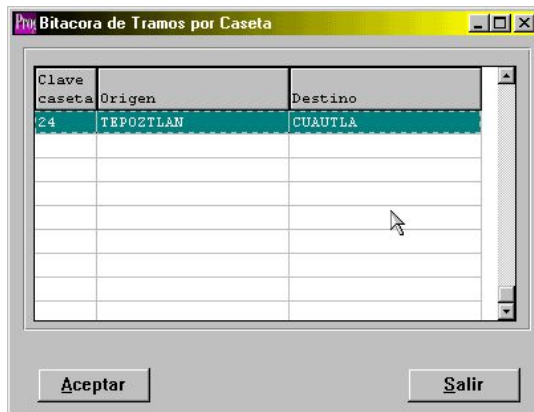 Bitacora de Tramos por Caseta
Clave
caseta Origen Destino
24 TEPOZTLAN CUAUTLA
Aceptar Salir